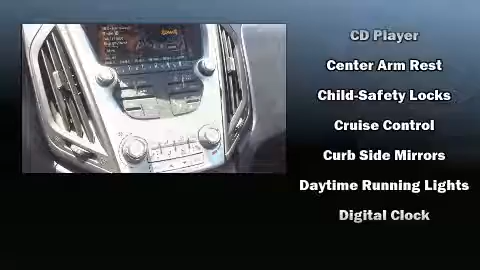 CD Player
Center Arm Rest
Child-Safety Locks
Cruise Control
Curb Side Mirrors
Daytime Running Lights
Digital Clock